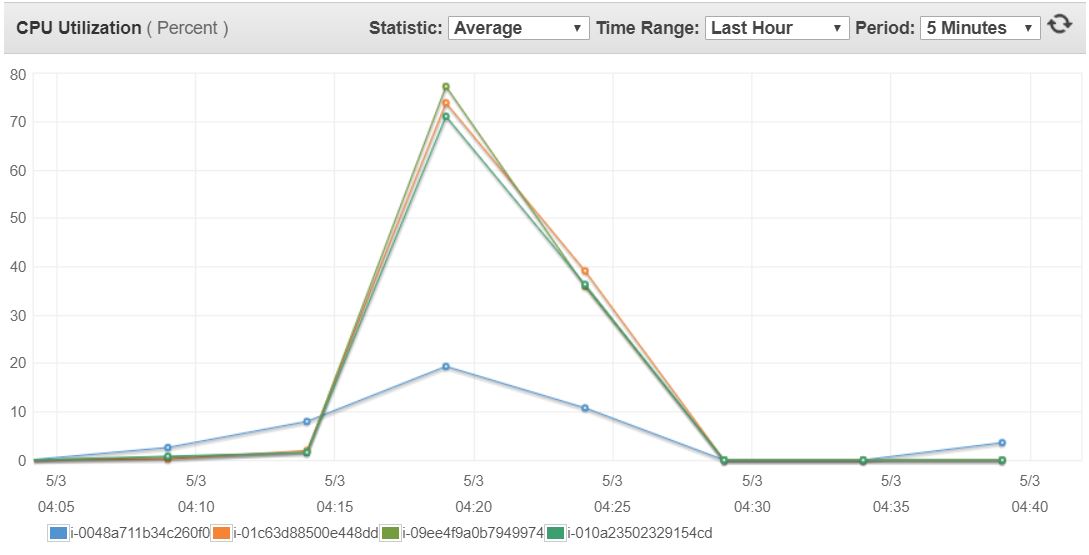 CPU Utilization ( Percent ) Statistic: Average Time Range: Last Hour Period: 5 Minutes
80
70
60
50
40
30
20
10
0
5/3 5/3 5/3 5/3 5/3 5/3 5/3 5/3
04:05 04:10 04:15 04:20 04:25 04:30 04:35 04:40
i-0048a711b34c260f0 i-01c63d88500e448dd i-09ee4f9a0b7949974 i-010a23502329154cd